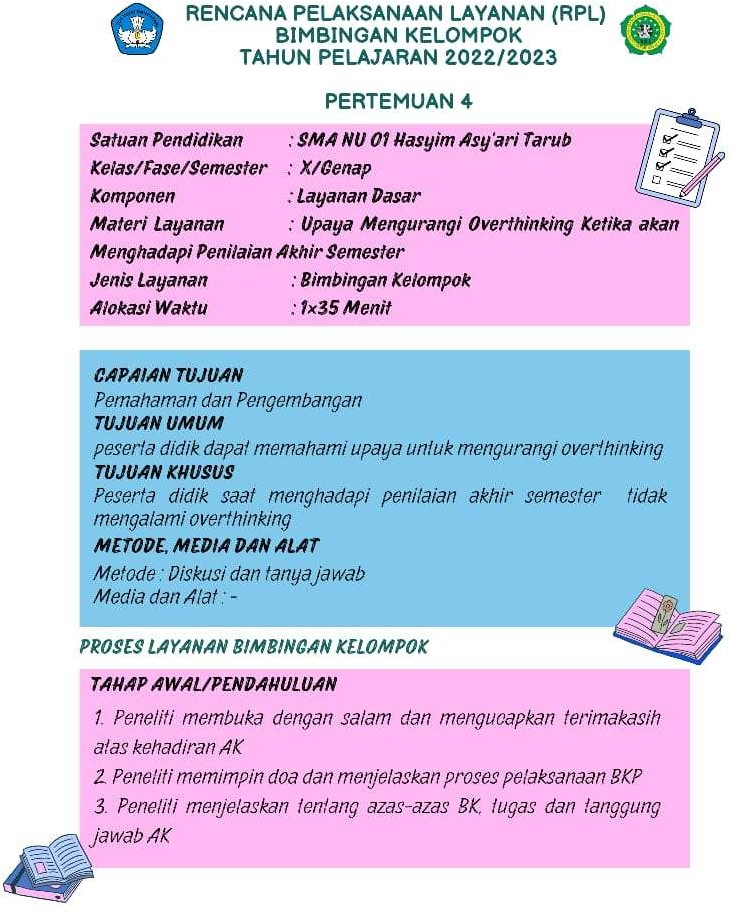 RENCANA PELAKSANAAN LAYANAN (RPL)
BIMBINGAN KELOMPOK
TAHUN PELAJARAN 2022/2023
PERTEMUAN 4
Satuan Pendidikan : SMA NU 01 Hasyim Asy'ari Tarub
Kelas/Fase/Semester : X/Genap
Komponen : Layanan Dasar
Materi Layanan : Upaya Mengurangi Overthinking Ketika akan
Menghadapi Penilaian Akhir Semester
Jenis Layanan : Bimbingan Kelompok
Alokasi Waktu : 1x35 Menit
CAPAIAN TUJUAN
Pemahaman dan Pengembangan
TUJUAN UMUM
peserta didik dapat memahami upaya untuk mengurangi overthinking
TUJUAN KHUSUS
Peserta didik saat menghadapi penilaian akhir semester tidak
mengalami overthinking
METODE, MEDIA DAN ALAT
Metode : Diskusi dan tanya jawab
Media dan Alat : -
PROSES LAYANAN BIMBINGAN KELOMPOK
TAHAP AWAL/PENDAHULUAN
1. Peneliti membuka dengan salam dan mengucapkan terimakasih
atas kehadiran AK
2. Peneliti memimpin doa dan menjelaskan proses pelaksanaan BKP
3. Peneliti menjelaskan tentang azas-azas BK, tugas dan tanggung
jawab AK